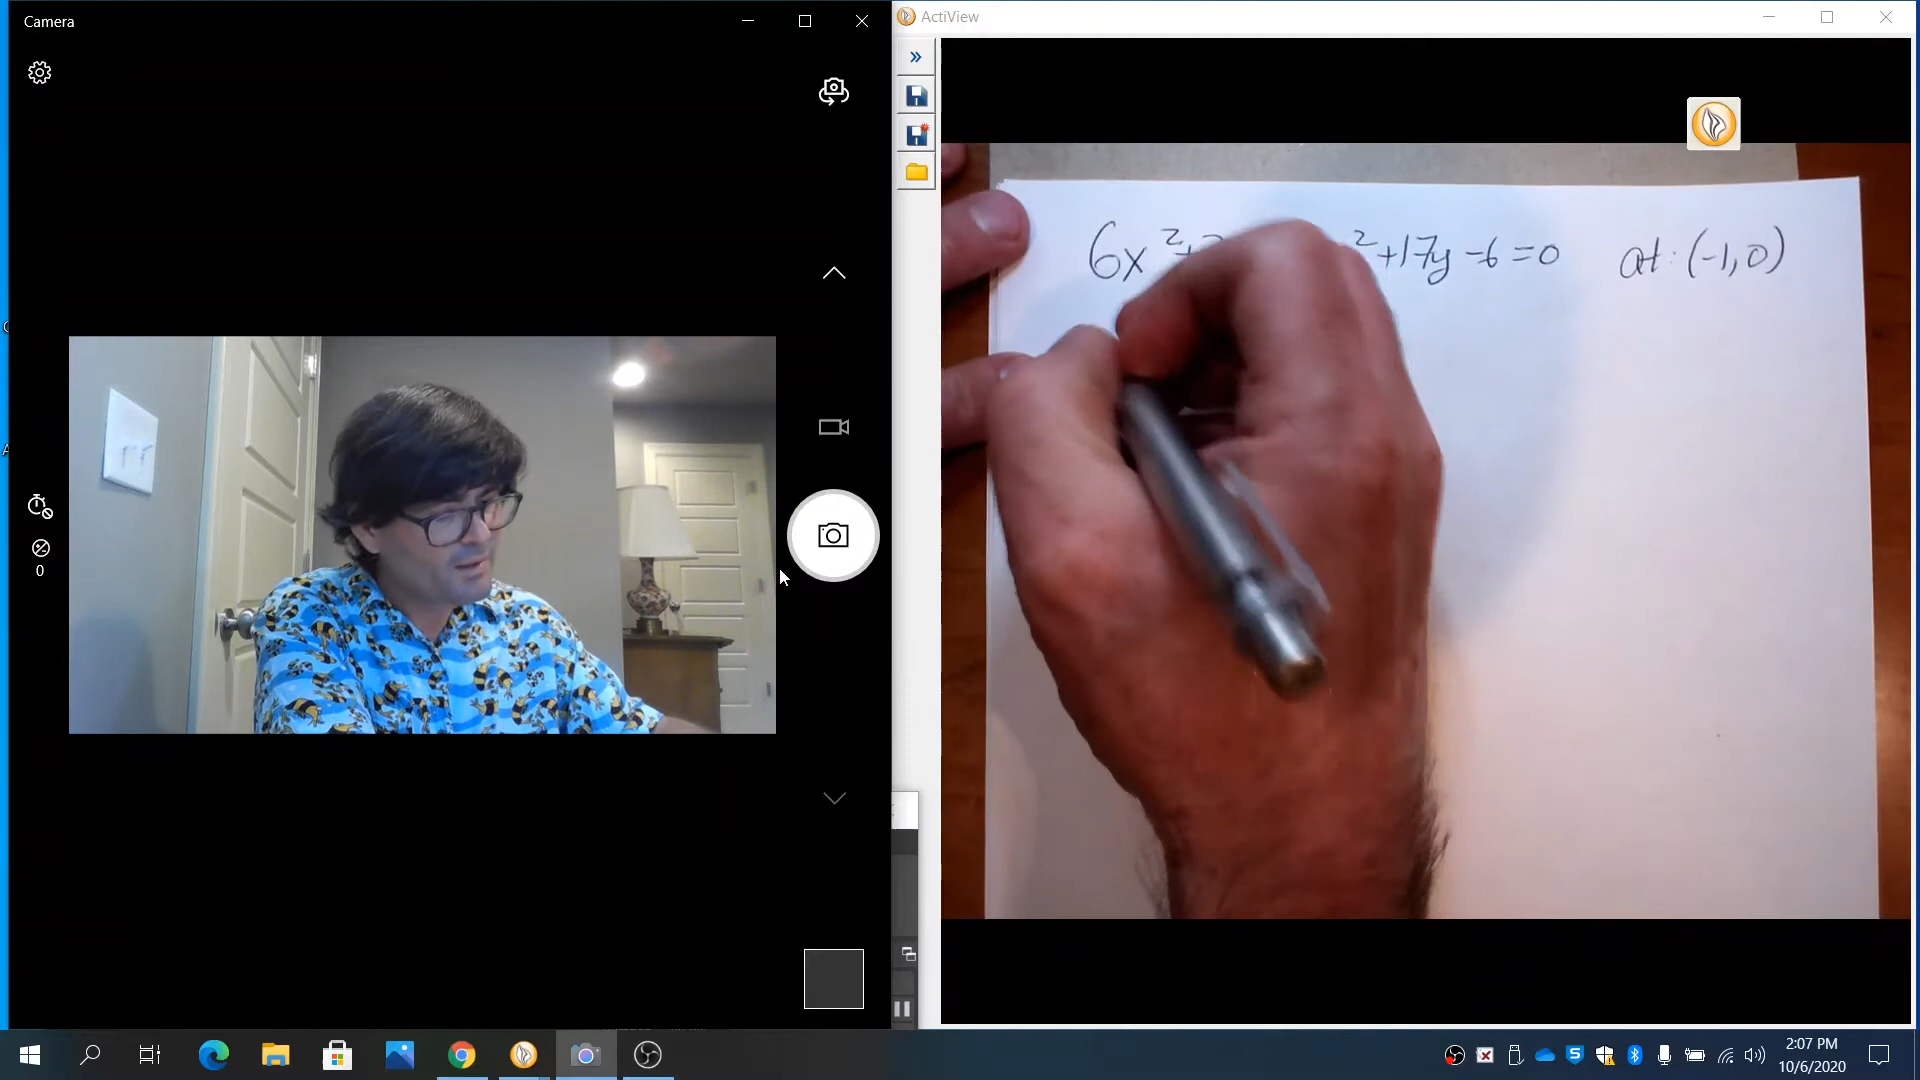 Camera
ActiView
6x²+ ² +17y -6 = 0 at: (-1, 0)
0
2:07 PM
10/6/2020